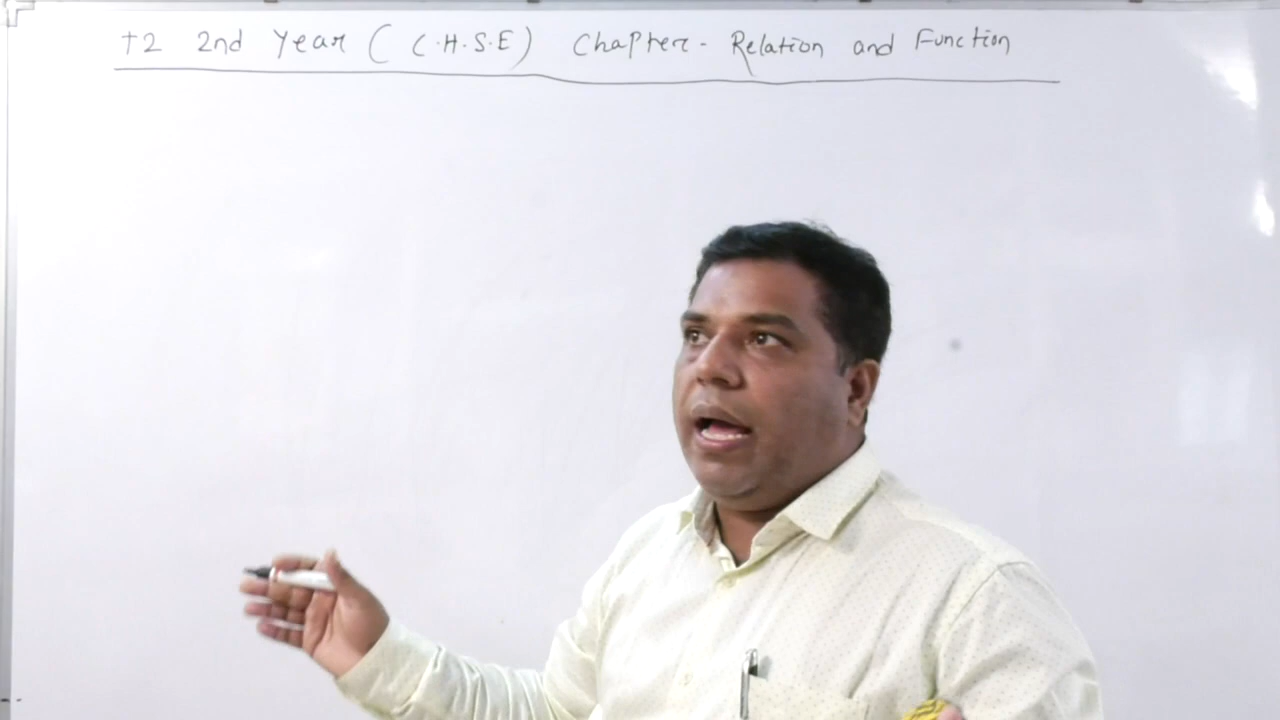 +2 2nd Year ( C.H.S.E) Chapter - Relation and Function